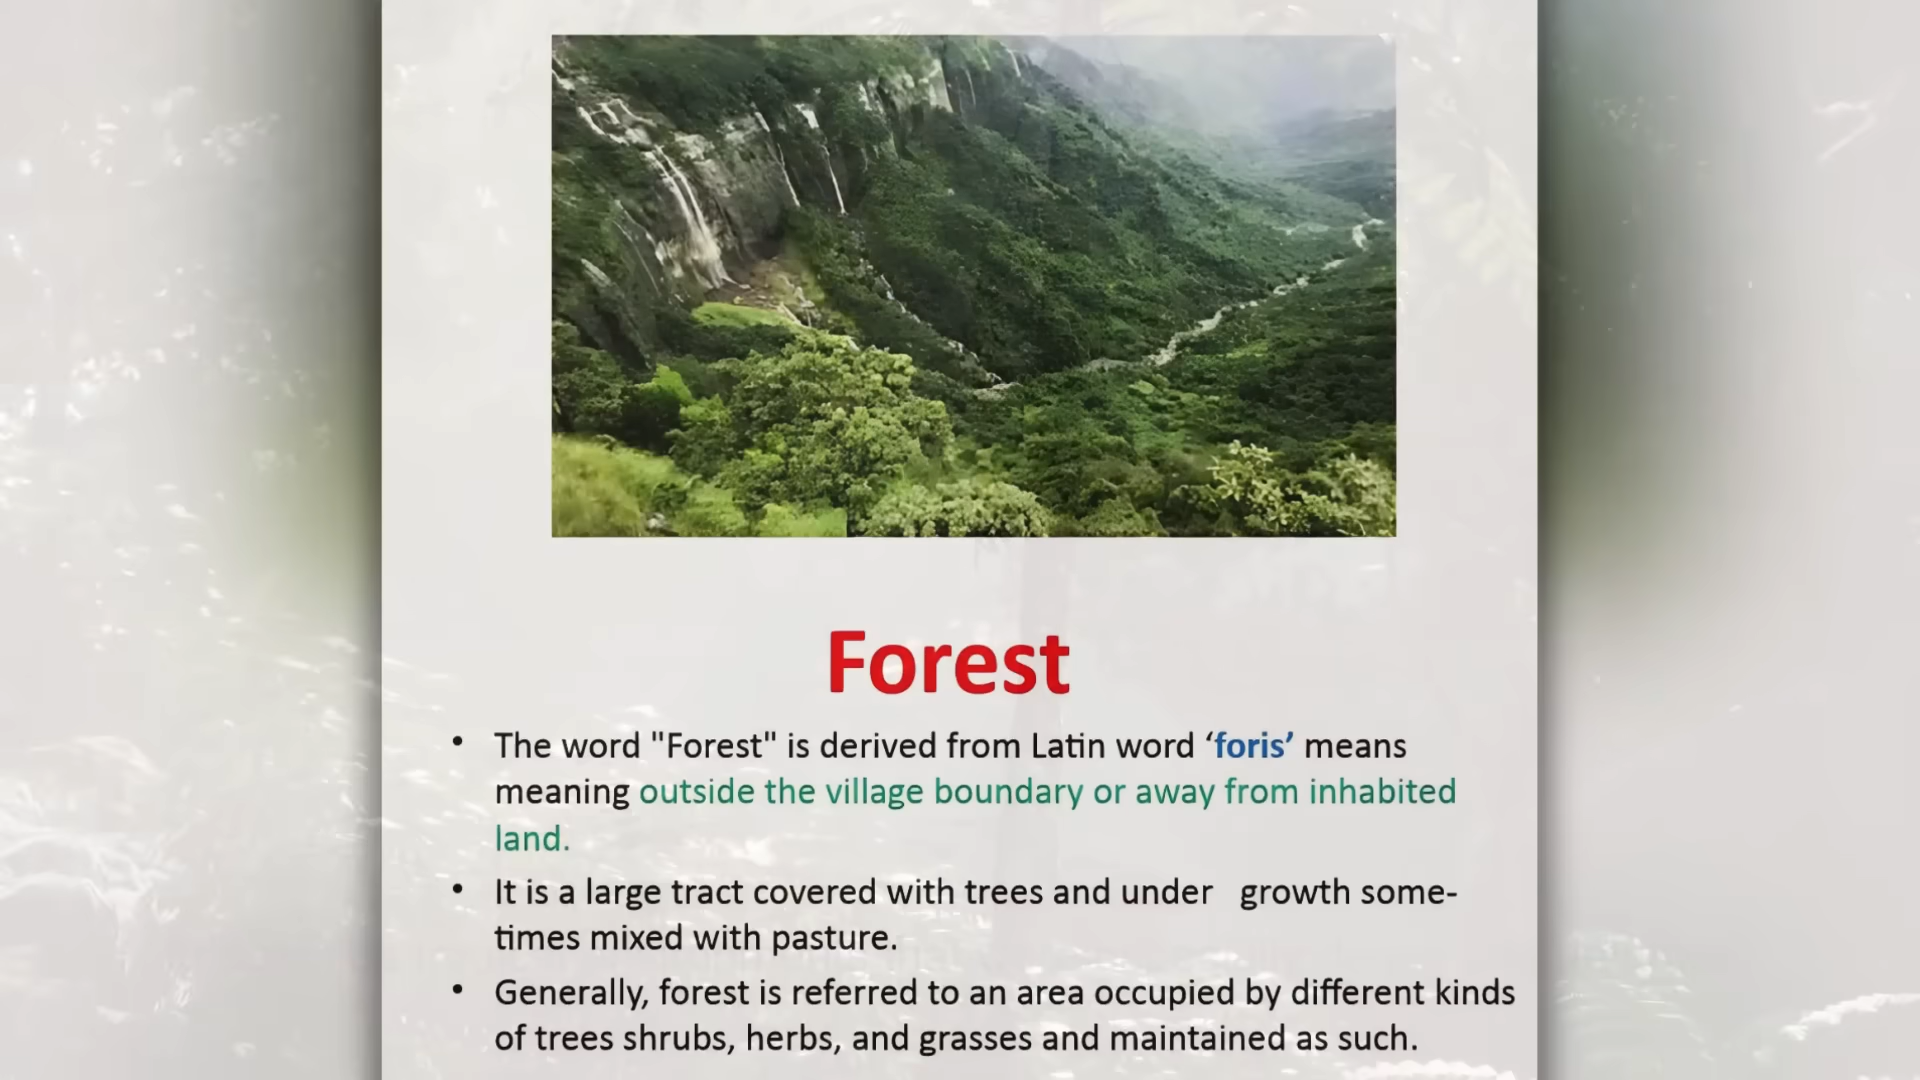 Forest
• The word "Forest" is derived from Latin word ‘foris’ means
meaning outside the village boundary or away from inhabited
land.
• It is a large tract covered with trees and under growth some-
times mixed with pasture.
• Generally, forest is referred to an area occupied by different kinds
of trees shrubs, herbs, and grasses and maintained as such.